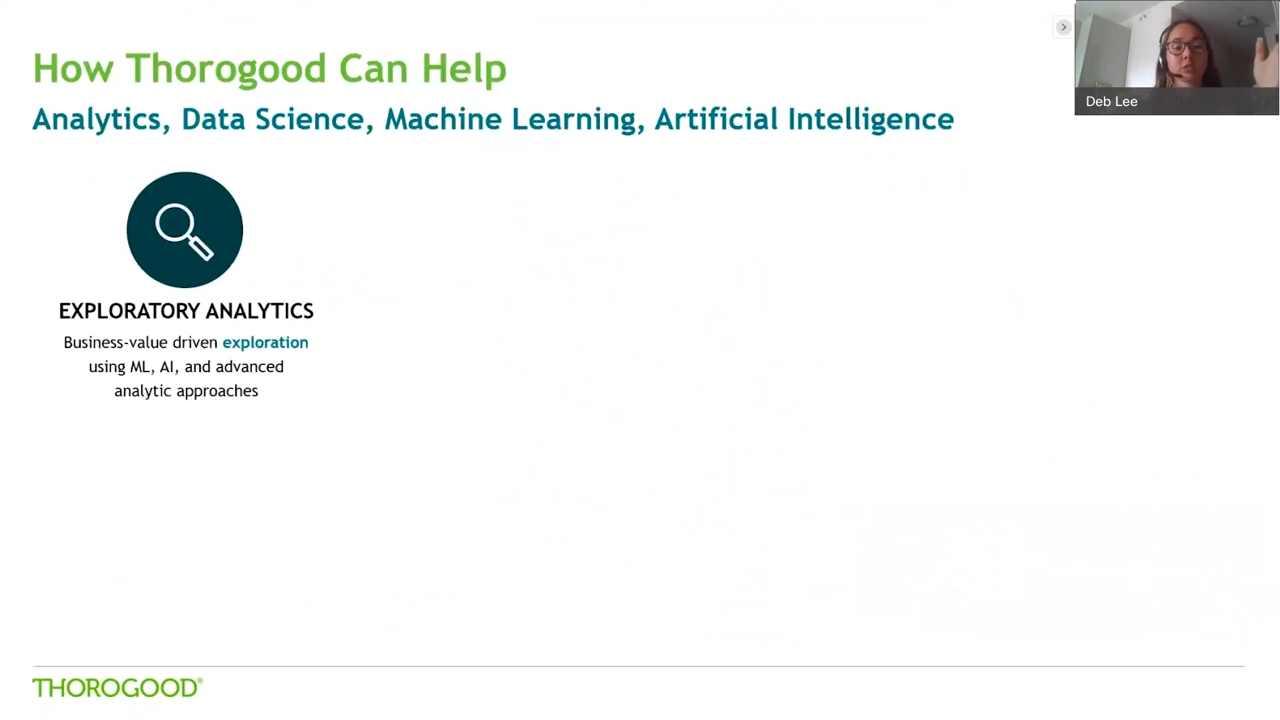 How Thorogood Can Help
Analytics, Data Science, Machine Learning, Artificial Intelligence
Deb Lee
EXPLORATORY ANALYTICS
Business-value driven exploration
using ML, AI, and advanced
analytic approaches
THOROGOOD®